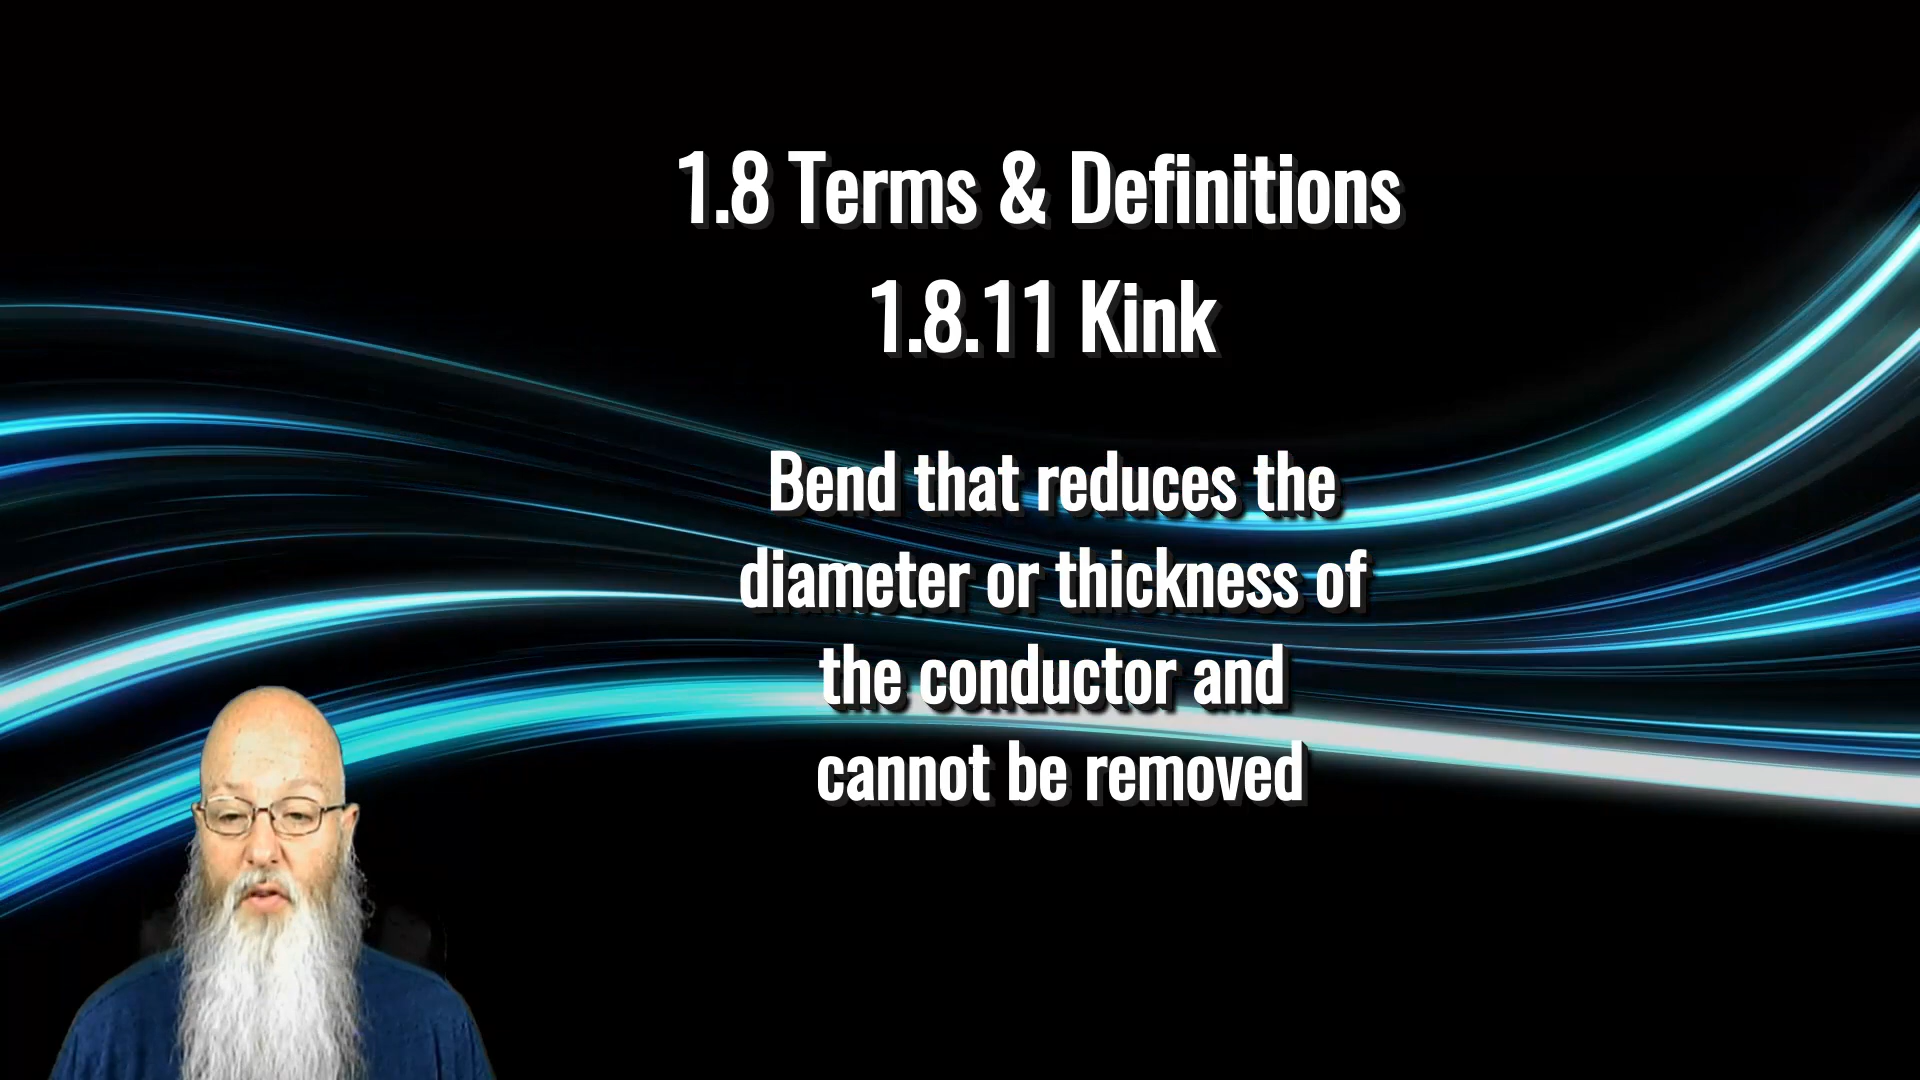 1.8 Terms & Definitions
1.8.11 Kink
Bend that reduces the
diameter or thickness of
the conductor and
cannot be removed